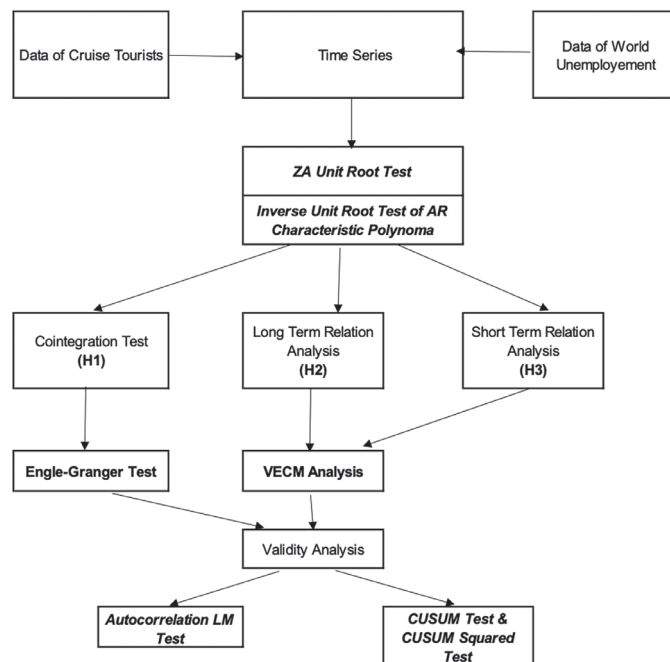 Data of Cruise Tourists
Time Series
Data of World
Unemployement
ZA Unit Root Test
Inverse Unit Root Test of AR
Characteristic Polynoma
Cointegration Test
(H1)
Long Term Relation
Analysis
(H2)
Short Term Relation
Analysis
(H3)
Engle-Granger Test
VECM Analysis
Validity Analysis
Autocorrelation LM
Test
CUSUM Test &
CUSUM Squared
Test